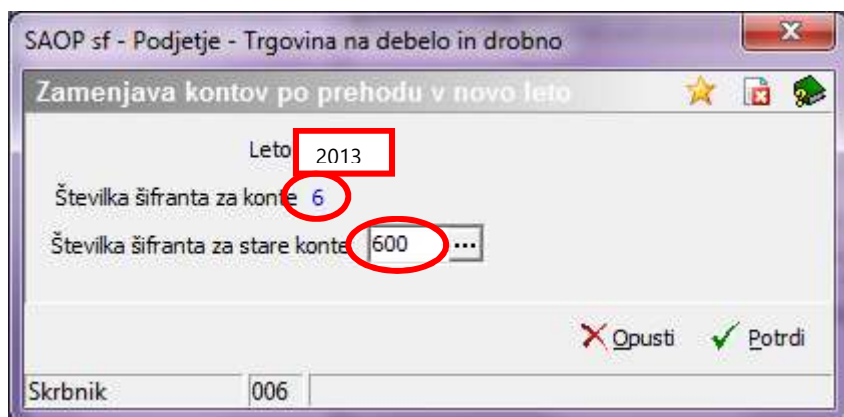 SAOP sf - Podjetje - Trgovina na debelo in drobno
Zamenjava kontov po prehodu v novo leto
Leto 2013
Številka šifranta za konte 6
Številka šifranta za stare konte 600 ...
Opusti Potrdi
Skrbnik 006